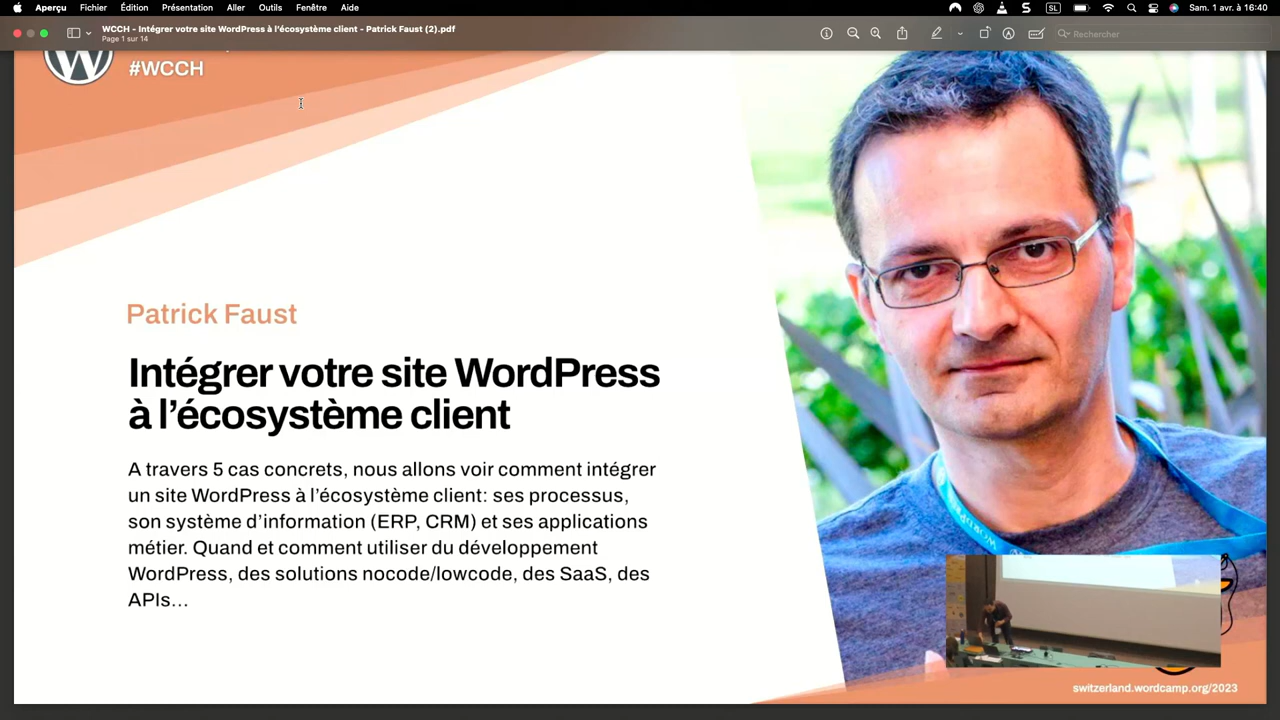 Aperçu Fichier Édition Présentation Aller Outils Fenêtre Aide
SL Sam. 1 avr. à 16:40
WCCH - Intégrer votre site WordPress à l'écosystème client - Patrick Faust (2).pdf
Page 1 sur 14
Rechercher
#WCCH
Patrick Faust
Intégrer votre site WordPress
à l’écosystème client
A travers 5 cas concrets, nous allons voir comment intégrer
un site WordPress à l’écosystème client: ses processus,
son système d’information (ERP, CRM) et ses applications
métier. Quand et comment utiliser du développement
WordPress, des solutions nocode/lowcode, des SaaS, des
APIs...
switzerland.wordcamp.org/2023